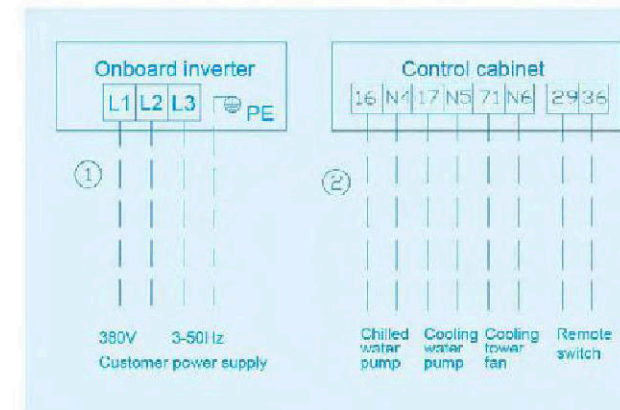 Onboard inverter
L1 L2 L3 PE
①
380V 3-50Hz
Customer power supply
Control cabinet
16 N4 17 N5 71 N6 29 36
②
Chilled water pump
Cooling water pump
Cooling tower fan
Remote switch